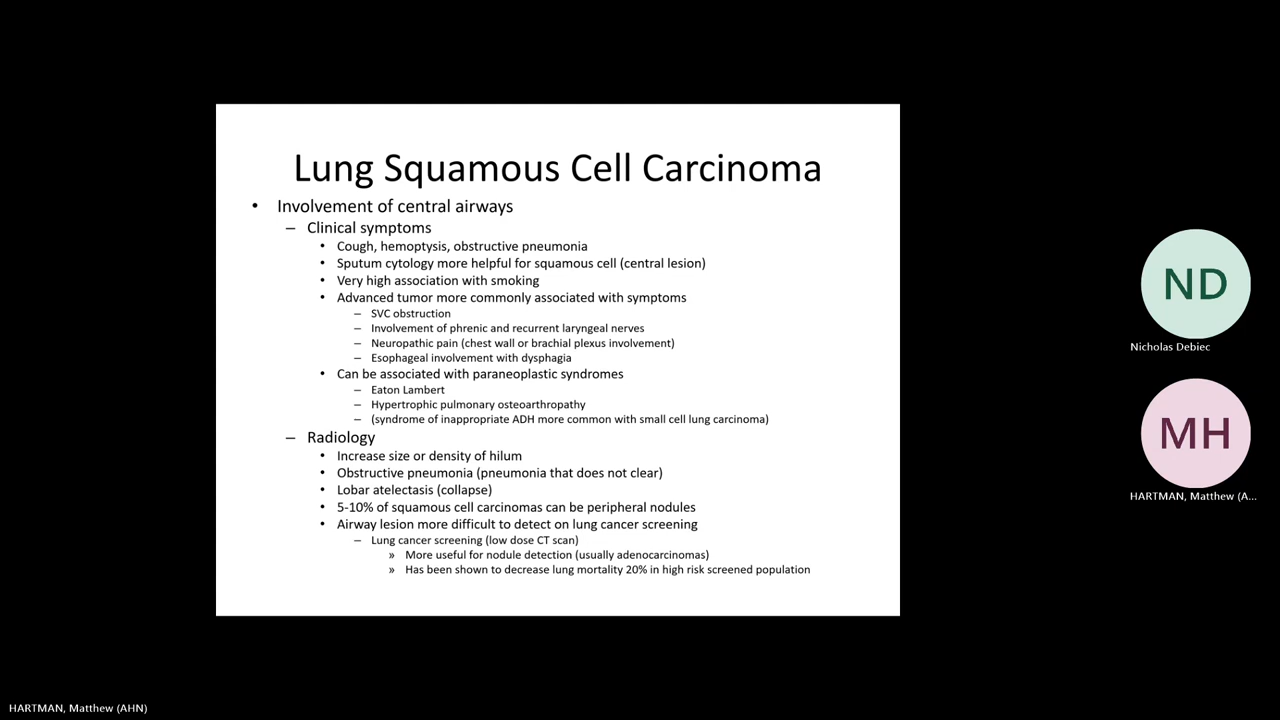 Lung Squamous Cell Carcinoma
• Involvement of central airways
– Clinical symptoms
• Cough, hemoptysis, obstructive pneumonia
• Sputum cytology more helpful for squamous cell (central lesion)
• Very high association with smoking
• Advanced tumor more commonly associated with symptoms
– SVC obstruction
– Involvement of phrenic and recurrent laryngeal nerves
– Neuropathic pain (chest wall or brachial plexus involvement)
– Esophageal involvement with dysphagia
• Can be associated with paraneoplastic syndromes
– Eaton Lambert
– Hypertrophic pulmonary osteoarthropathy
– (syndrome of inappropriate ADH more common with small cell lung carcinoma)
– Radiology
• Increase size or density of hilum
• Obstructive pneumonia (pneumonia that does not clear)
• Lobar atelectasis (collapse)
• 5-10% of squamous cell carcinomas can be peripheral nodules
• Airway lesion more difficult to detect on lung cancer screening
– Lung cancer screening (low dose CT scan)
» More useful for nodule detection (usually adenocarcinomas)
» Has been shown to decrease lung mortality 20% in high risk screened population
ND
Nicholas Debiec
MH
HARTMAN, Matthew (A...
HARTMAN, Matthew (AHN)